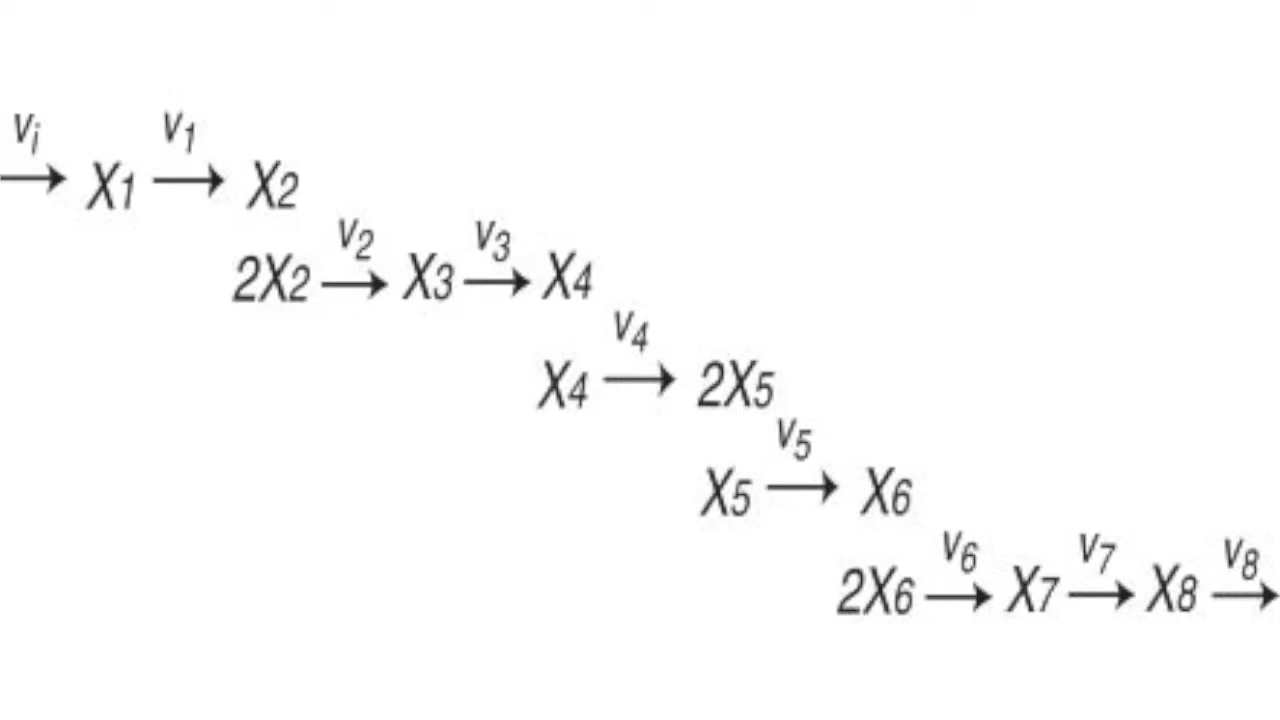 vi v1
→ X1 → X2
v2 v3
2X2 → X3 → X4
v4
X4 → 2X5
v5
X5 → X6
v6 v7 v8
2X6 → X7 → X8 →